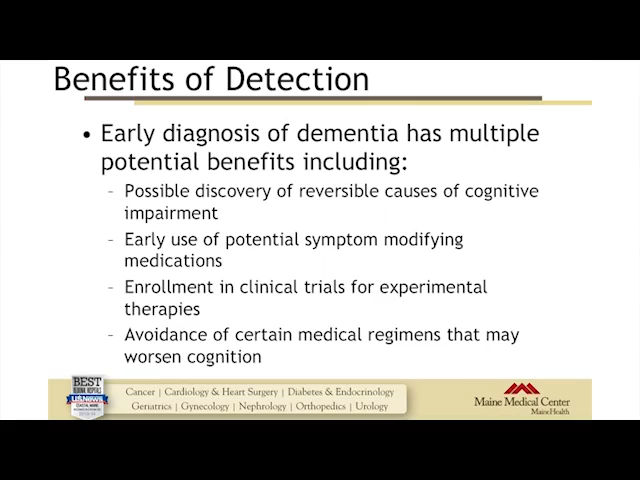 Benefits of Detection
• Early diagnosis of dementia has multiple
potential benefits including:
– Possible discovery of reversible causes of cognitive
impairment
– Early use of potential symptom modifying
medications
– Enrollment in clinical trials for experimental
therapies
– Avoidance of certain medical regimens that may
worsen cognition
BEST
REGIONAL HOSPITALS
U.S.News
Cancer | Cardiology & Heart Surgery | Diabetes & Endocrinology
Geriatrics | Gynecology | Nephrology | Orthopedics | Urology
Maine Medical Center
MaineHealth